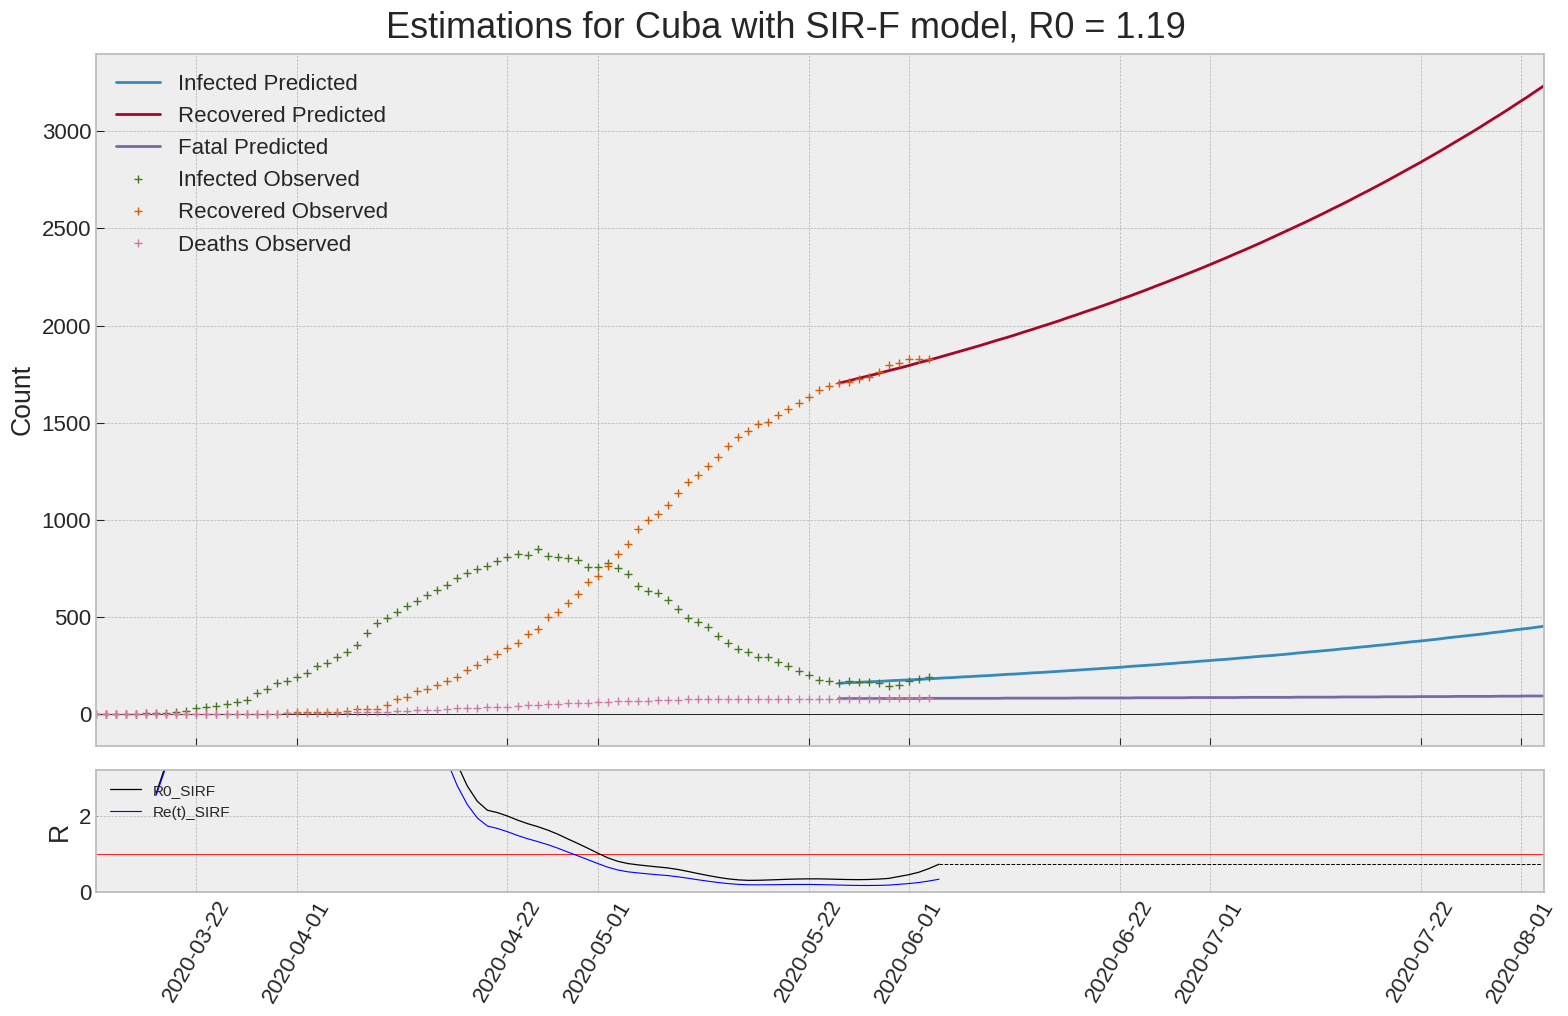 Estimations for Cuba with SIR-F model, R0 = 1.19
Infected Predicted
Recovered Predicted
Fatal Predicted
Infected Observed
Recovered Observed
Deaths Observed
Count
3000
2500
2000
1500
1000
500
0
R0_SIRF
Re(t)_SIRF
R
2
0
2020-03-22
2020-04-01
2020-04-22
2020-05-01
2020-05-22
2020-06-01
2020-06-22
2020-07-01
2020-07-22
2020-08-01